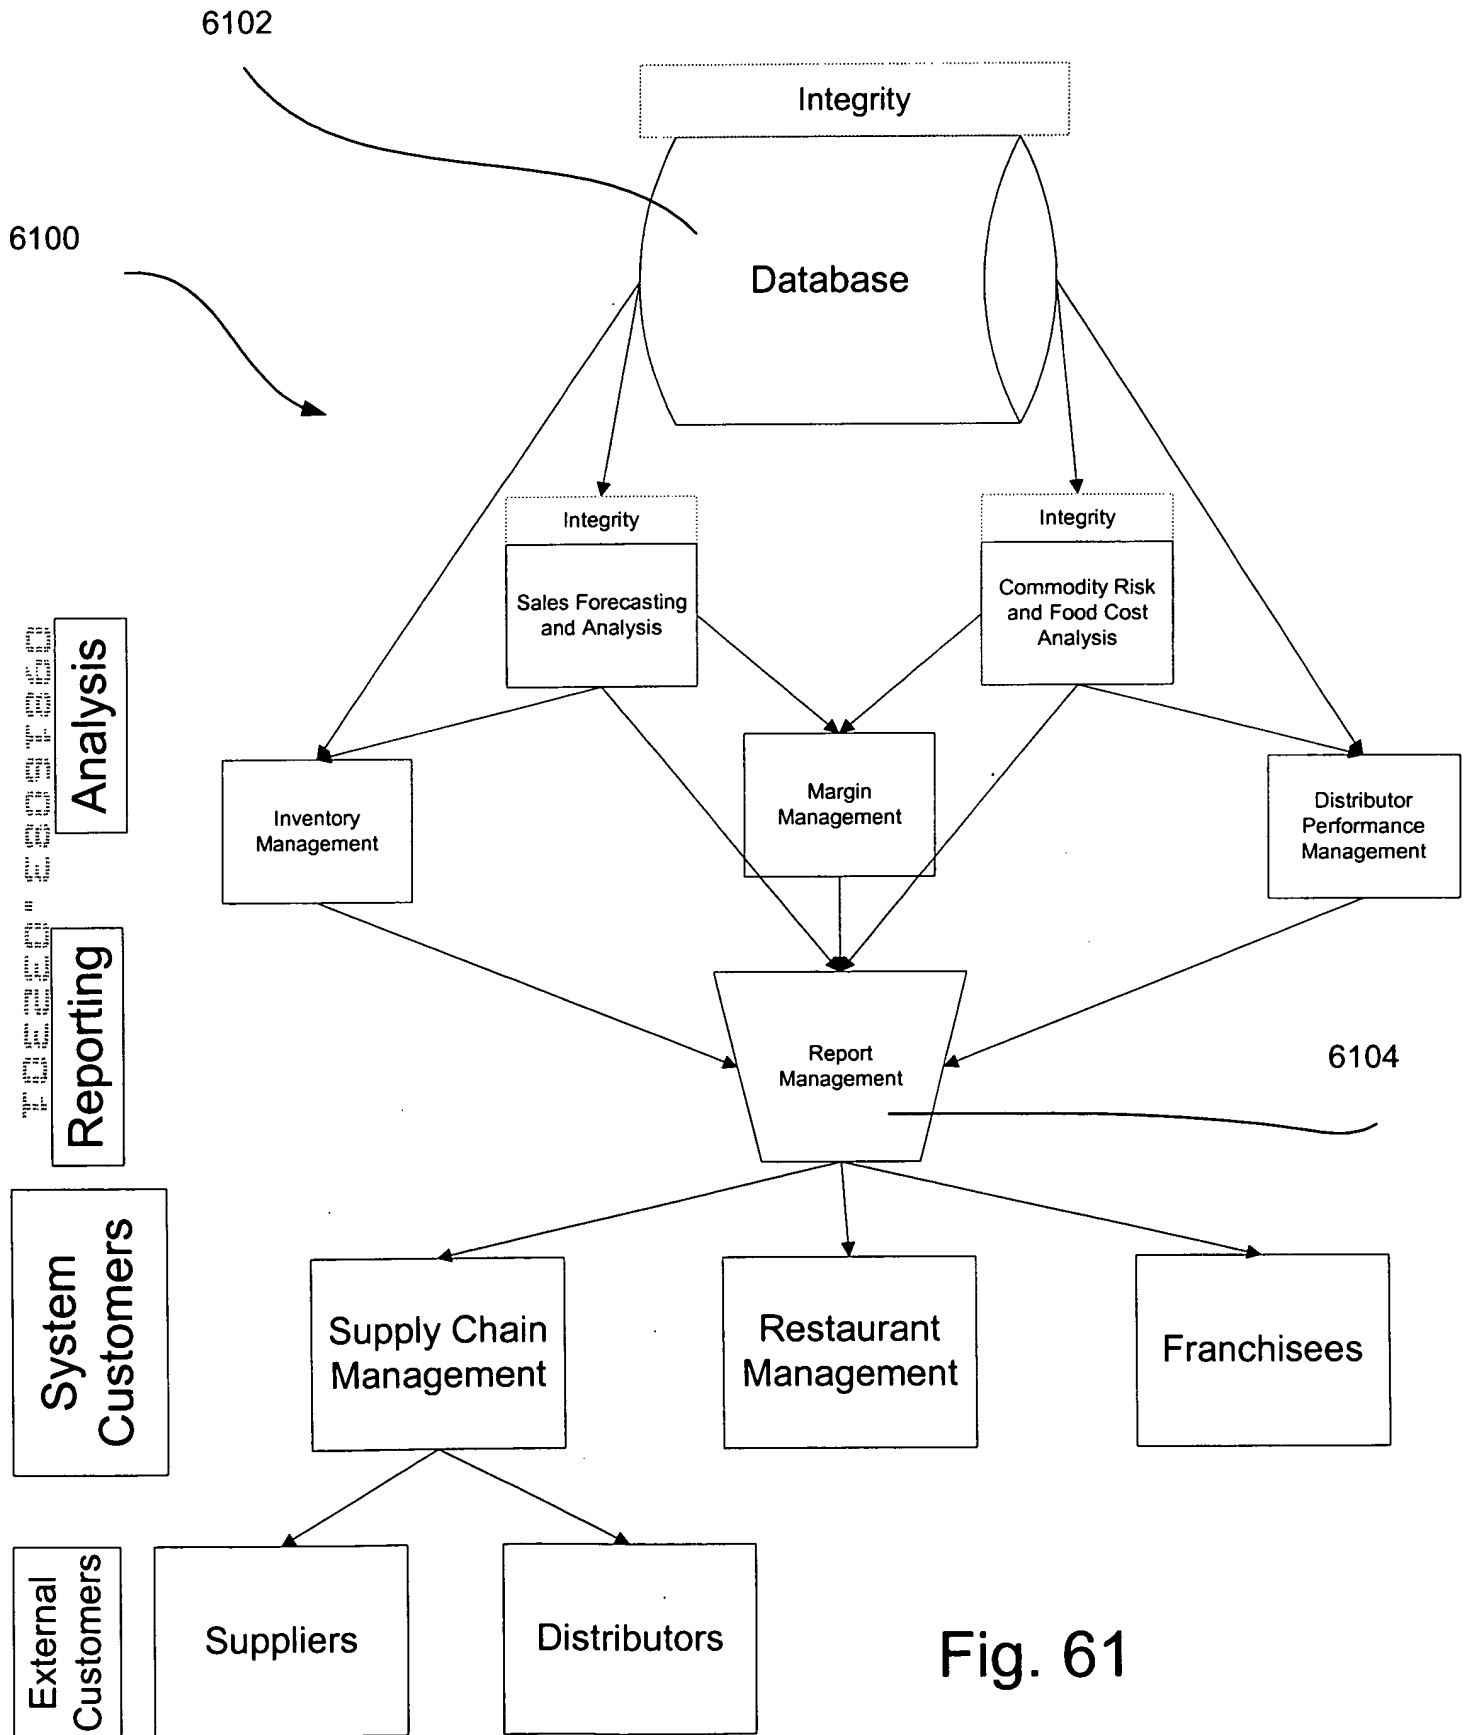 6102
Integrity
6100
Database
Integrity
Integrity
Sales Forecasting
and Analysis
Commodity Risk
and Food Cost
Analysis
Analysis
Inventory
Management
Margin
Management
Distributor
Performance
Management
Reporting
Report
Management
6104
System
Customers
Supply Chain
Management
Restaurant
Management
Franchisees
External
Customers
Suppliers
Distributors
Fig. 61